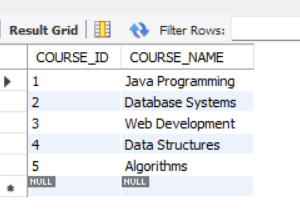 Result Grid Filter Rows:
COURSE_ID COURSE_NAME
1 Java Programming
2 Database Systems
3 Web Development
4 Data Structures
5 Algorithms
NULL NULL